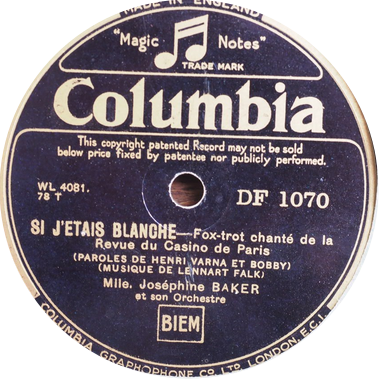 MADE IN ENGLAND
"Magic Notes"
TRADE MARK
Columbia
This copyright patented Record may not be sold
below price fixed by patentee nor publicly performed.
WL 4081.
78 T
DF 1070
SI J'ETAIS BLANCHE—Fox-trot chanté de la
Revue du Casino de Paris
(PAROLES DE HENRI VARNA ET BOBBY)
(MUSIQUE DE LENNART FALK)
Mlle. Joséphine BAKER
et son Orchestre
BIEM
COLUMBIA GRAPHOPHONE CO. LTD. LONDON. E.C.1.